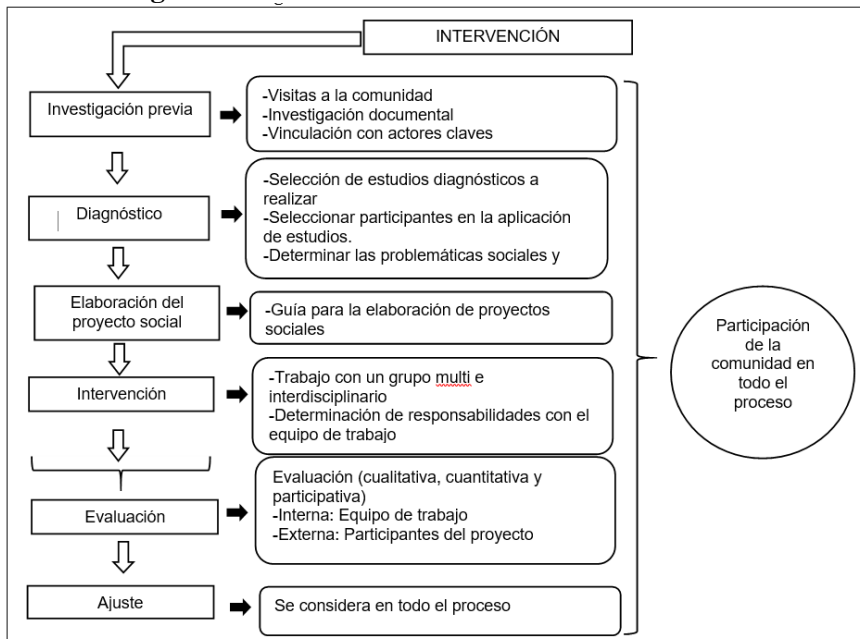 INTERVENCIÓN
Investigación previa
-Visitas a la comunidad
-Investigación documental
-Vinculación con actores claves
Diagnóstico
-Selección de estudios diagnósticos a
realizar
-Seleccionar participantes en la aplicación
de estudios.
-Determinar las problemáticas sociales y
Elaboración del
proyecto social
-Guía para la elaboración de proyectos
sociales
Intervención
-Trabajo con un grupo multi e
interdisciplinario
-Determinación de responsabilidades con el
equipo de trabajo
Evaluación
Evaluación (cualitativa, cuantitativa y
participativa)
-Interna: Equipo de trabajo
-Externa: Participantes del proyecto
Ajuste
Se considera en todo el proceso
Participación
de la
comunidad en
todo el
proceso